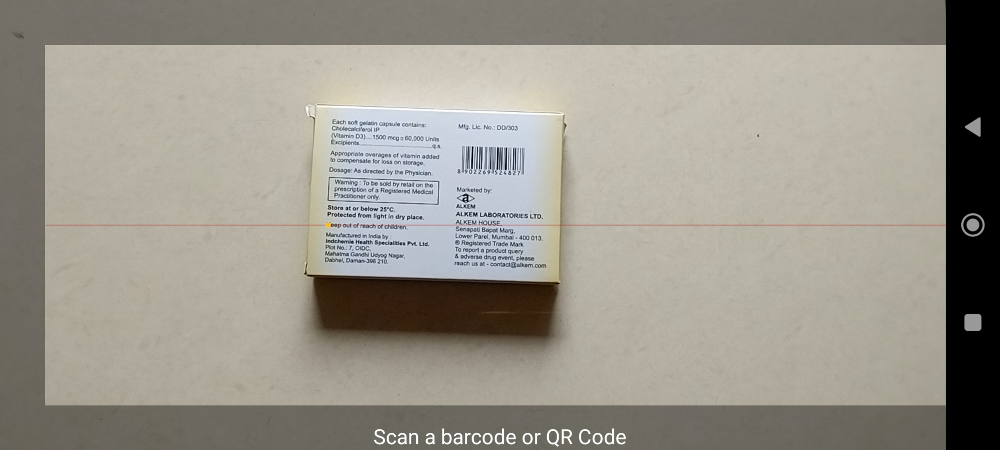 Each soft gelatin capsule contains:
Cholecalciferol IP
(Vitamin D3)....1500 mcg ≅ 60,000 Units
Excipients..........................................q.s.
Appropriate overages of vitamin added
to compensate for loss on storage.
Dosage: As directed by the Physician.
Warning : To be sold by retail on the
prescription of a Registered Medical
Practitioner only.
Store at or below 25°C.
Protected from light in dry place.
eep out of reach of children.
Manufactured in India by :
Indchemie Health Specialities Pvt. Ltd.
Plot No.: 7, OIDC,
Mahatma Gandhi Udyog Nagar,
Dabhel, Daman-396 210.
Mfg. Lic. No.: DD/303
8 902269 524827
Marketed by:
a
ALKEM
ALKEM LABORATORIES LTD.
ALKEM HOUSE,
Senapati Bapat Marg,
Lower Parel, Mumbai - 400 013.
® Registered Trade Mark
To report a product query
& adverse drug event, please
reach us at - contact@alkem.com
Scan a barcode or QR Code